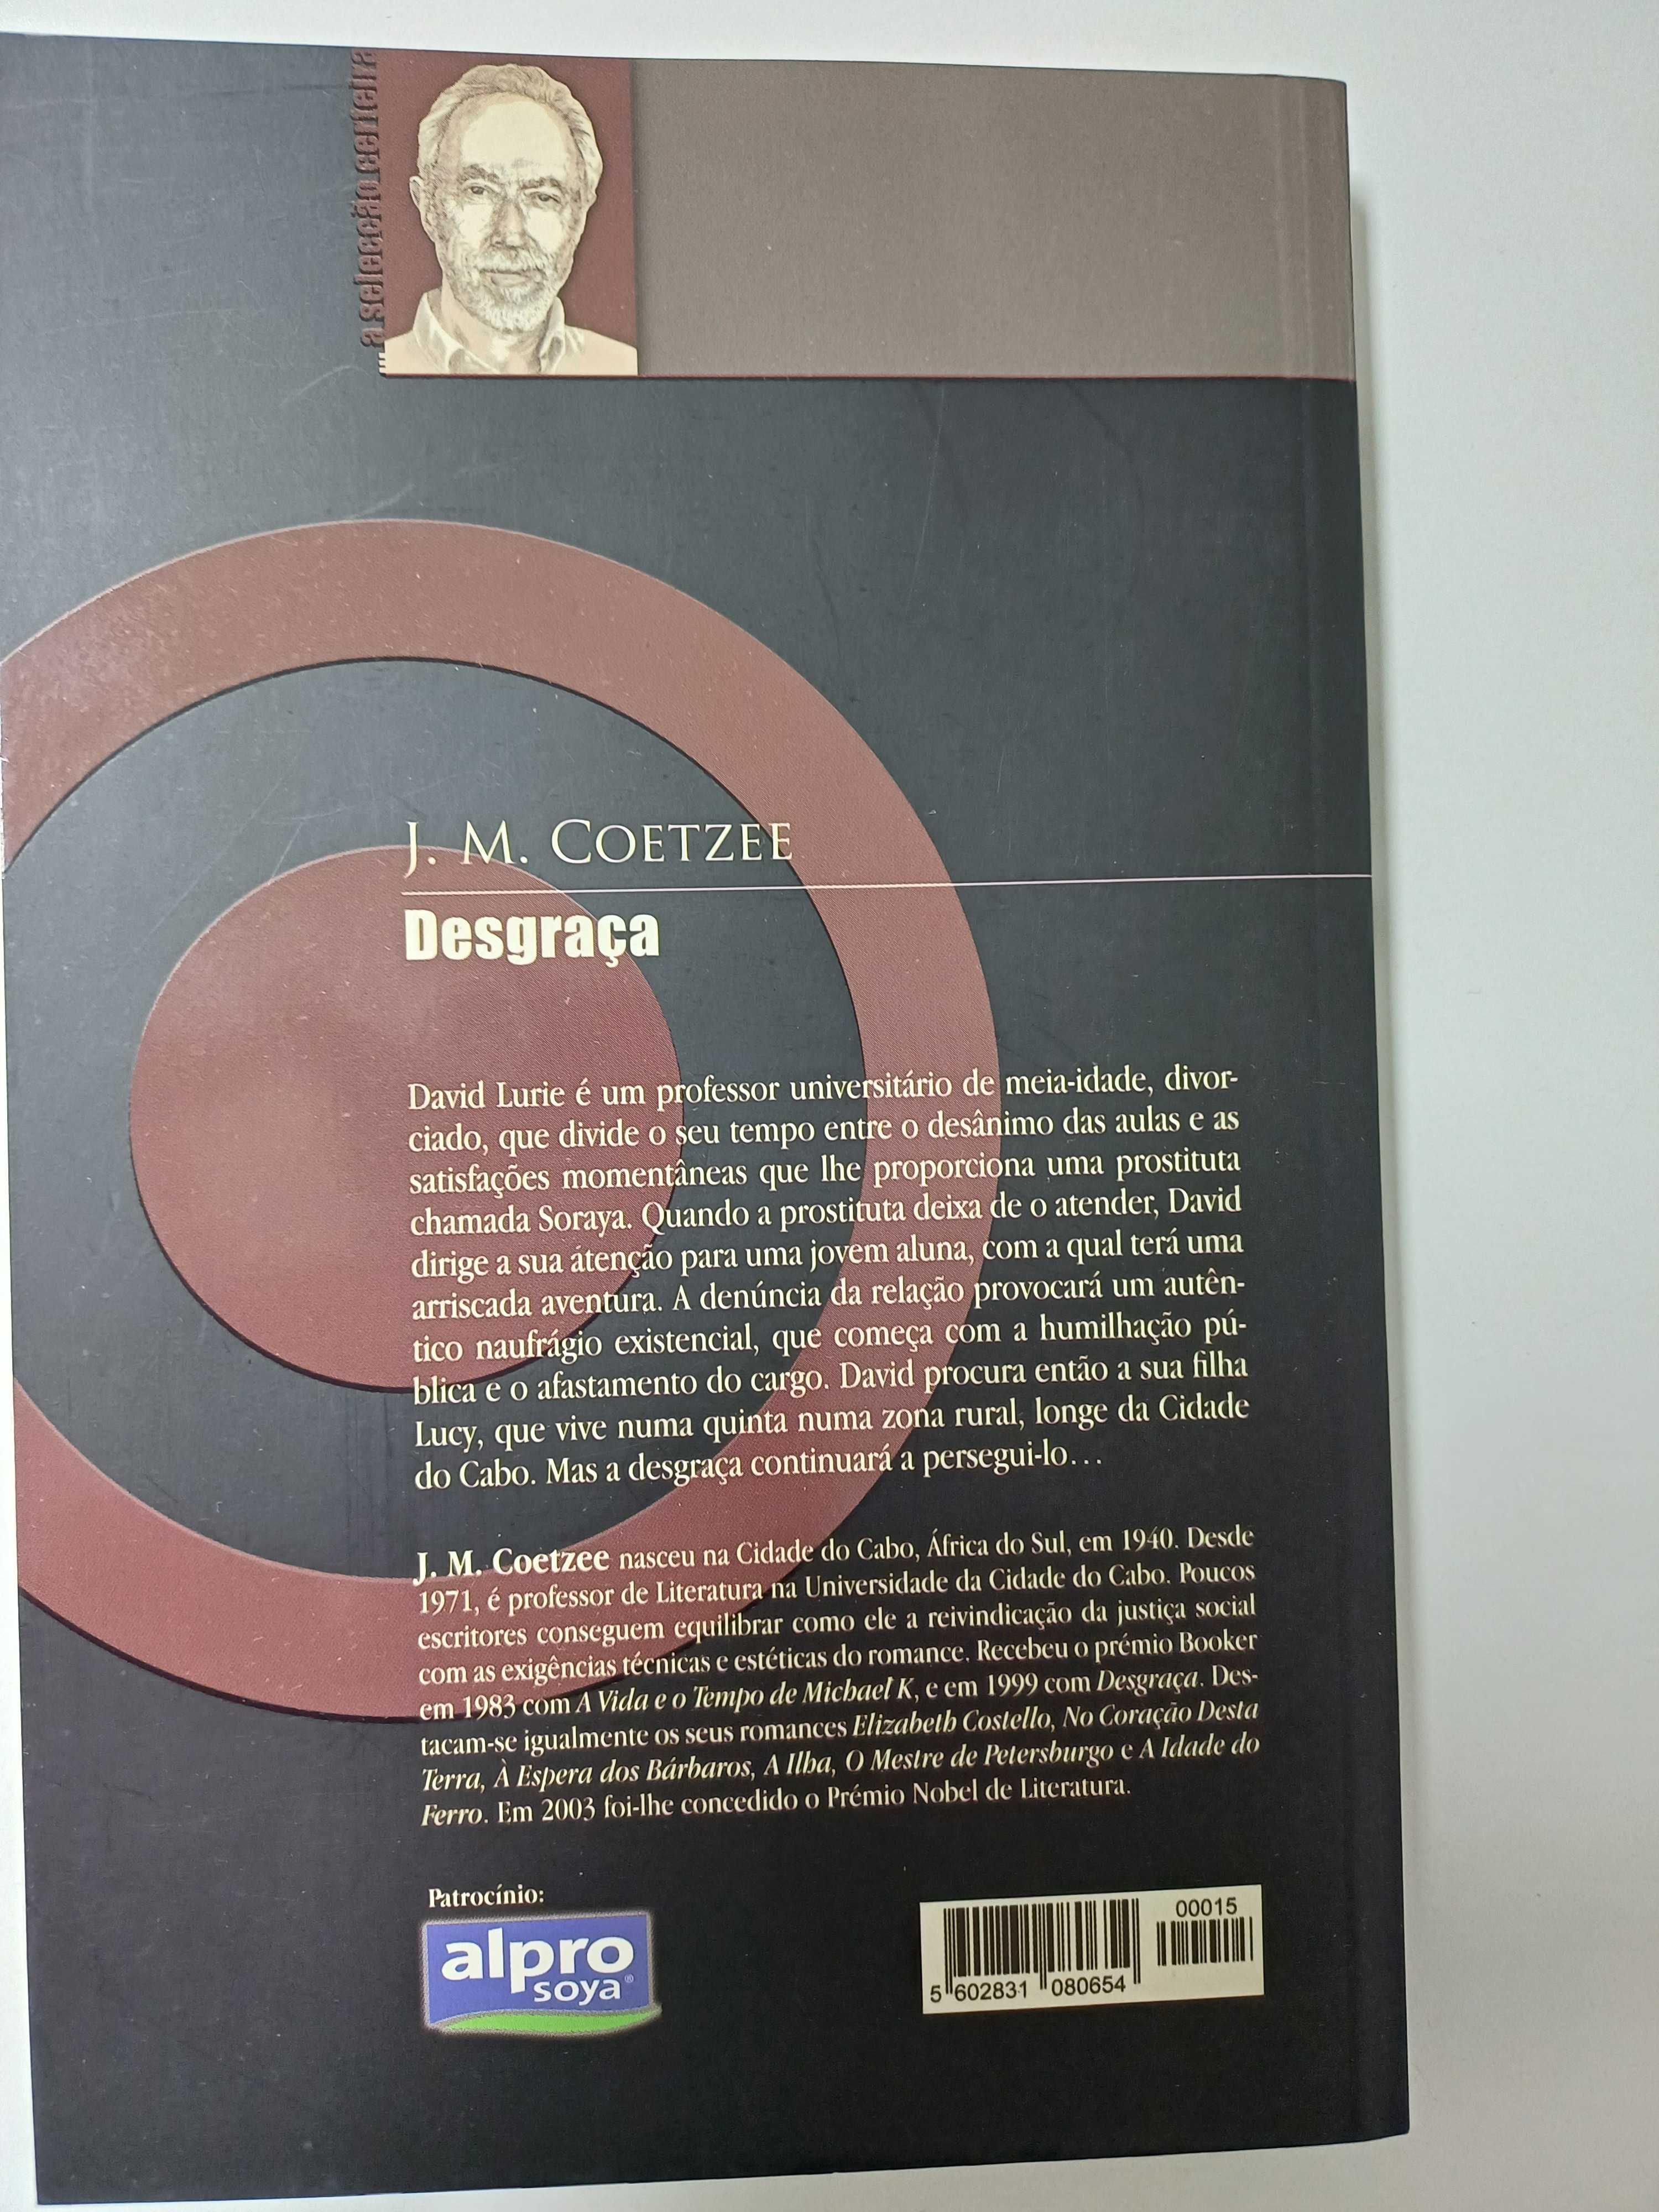 a selecção certeira
J. M. COETZEE
Desgraça
David Lurie é um professor universitário de meia-idade, divor-
ciado, que divide o seu tempo entre o desânimo das aulas e as
satisfações momentâneas que lhe proporciona uma prostituta
chamada Soraya. Quando a prostituta deixa de o atender, David
dirige a sua atenção para uma jovem aluna, com a qual terá uma
arriscada aventura. A denúncia da relação provocará um autên-
tico naufrágio existencial, que começa com a humilhação pú-
blica e o afastamento do cargo. David procura então a sua filha
Lucy, que vive numa quinta numa zona rural, longe da Cidade
do Cabo. Mas a desgraça continuará a persegui-lo...
J. M. Coetzee nasceu na Cidade do Cabo, África do Sul, em 1940. Desde
1971, é professor de Literatura na Universidade da Cidade do Cabo. Poucos
escritores conseguem equilibrar como ele a reivindicação da justiça social
com as exigências técnicas e estéticas do romance. Recebeu o prémio Booker
em 1983 com A Vida e o Tempo de Michael K, e em 1999 com Desgraça. Des-
tacam-se igualmente os seus romances Elizabeth Costello, No Coração Desta
Terra, À Espera dos Bárbaros, A Ilha, O Mestre de Petersburgo e A Idade do
Ferro. Em 2003 foi-lhe concedido o Prémio Nobel de Literatura.
Patrocínio:
alpro
soya®
00015
5 602831 080654